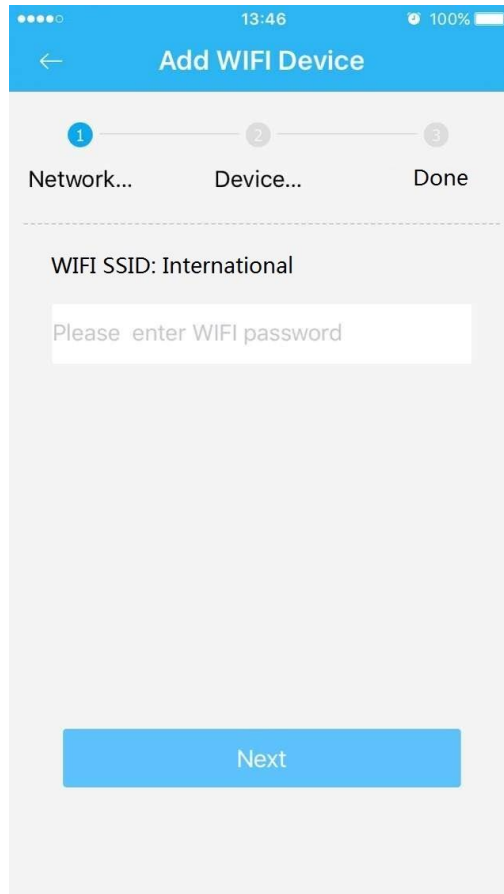 13:46 100%
Add WIFI Device
1 2 3
Network... Device... Done
WIFI SSID: International
Please enter WIFI password
Next